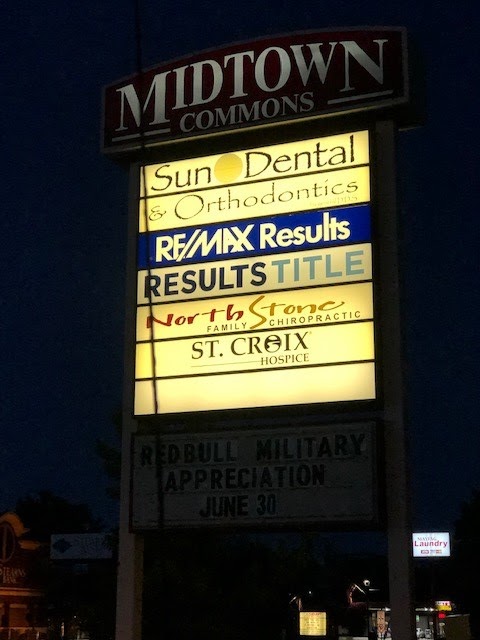 MIDTOWN
COMMONS
Sun Dental
& Orthodontics
RE/MAX Results
RESULTS TITLE
NorthStone
FAMILY CHIROPRACTIC
ST. CROIX
HOSPICE
REDBULL MILITARY
APPRECIATION
JUNE 30
Laundry